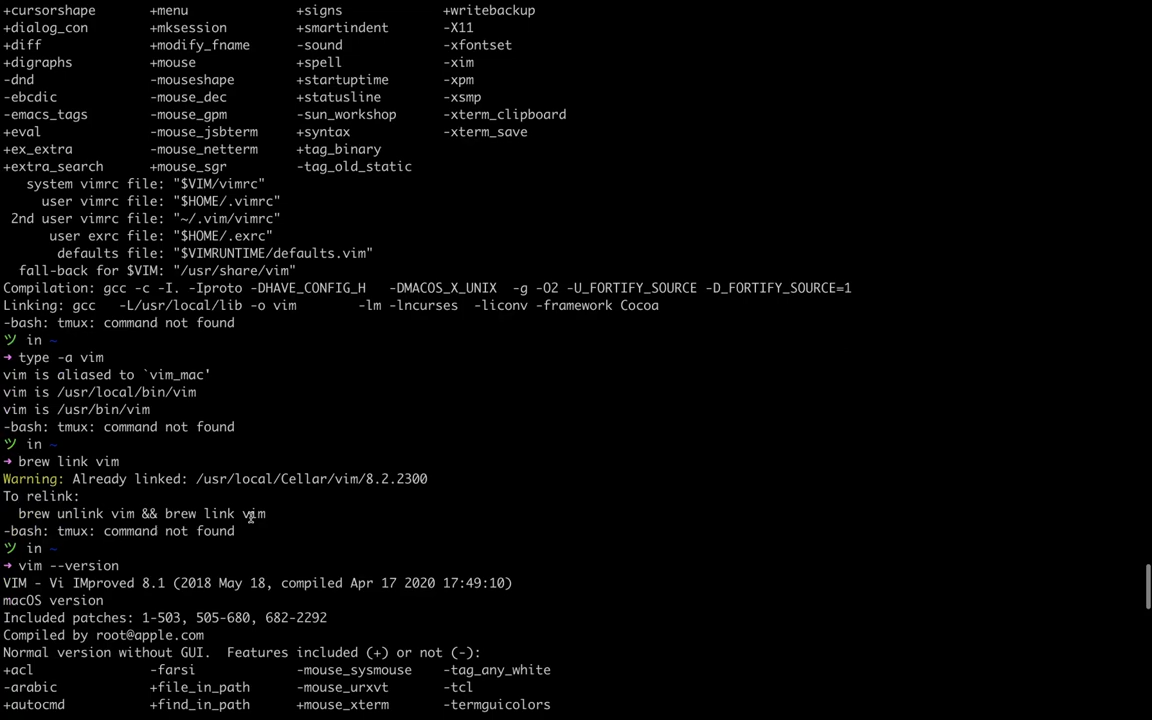 +cursorshape +menu +signs +writebackup
+dialog_con +mksession +smartindent -X11
+diff +modify_fname -sound -xfontset
+digraphs +mouse +spell -xim
-dnd -mouseshape +startuptime -xpm
-ebcdic -mouse_dec +statusline -xsmp
-emacs_tags -mouse_gpm -sun_workshop -xterm_clipboard
+eval -mouse_jsbterm +syntax -xterm_save
+ex_extra -mouse_netterm +tag_binary
+extra_search +mouse_sgr -tag_old_static
system vimrc file: "$VIM/vimrc"
user vimrc file: "$HOME/.vimrc"
2nd user vimrc file: "~/.vim/vimrc"
user exrc file: "$HOME/.exrc"
defaults file: "$VIMRUNTIME/defaults.vim"
fall-back for $VIM: "/usr/share/vim"
Compilation: gcc -c -I. -Iproto -DHAVE_CONFIG_H -DMACOS_X_UNIX -g -O2 -U_FORTIFY_SOURCE -D_FORTIFY_SOURCE=1
Linking: gcc -L/usr/local/lib -o vim -lm -lncurses -liconv -framework Cocoa
-bash: tmux: command not found
ツ in ~
➜ type -a vim
vim is aliased to `vim_mac'
vim is /usr/local/bin/vim
vim is /usr/bin/vim
-bash: tmux: command not found
ツ in ~
➜ brew link vim
Warning: Already linked: /usr/local/Cellar/vim/8.2.2300
To relink:
brew unlink vim && brew link vim
-bash: tmux: command not found
ツ in ~
➜ vim --version
VIM - Vi IMproved 8.1 (2018 May 18, compiled Apr 17 2020 17:49:10)
macOS version
Included patches: 1-503, 505-680, 682-2292
Compiled by root@apple.com
Normal version without GUI. Features included (+) or not (-):
+acl -farsi -mouse_sysmouse -tag_any_white
-arabic +file_in_path -mouse_urxvt -tcl
+autocmd +find_in_path +mouse_xterm -termguicolors